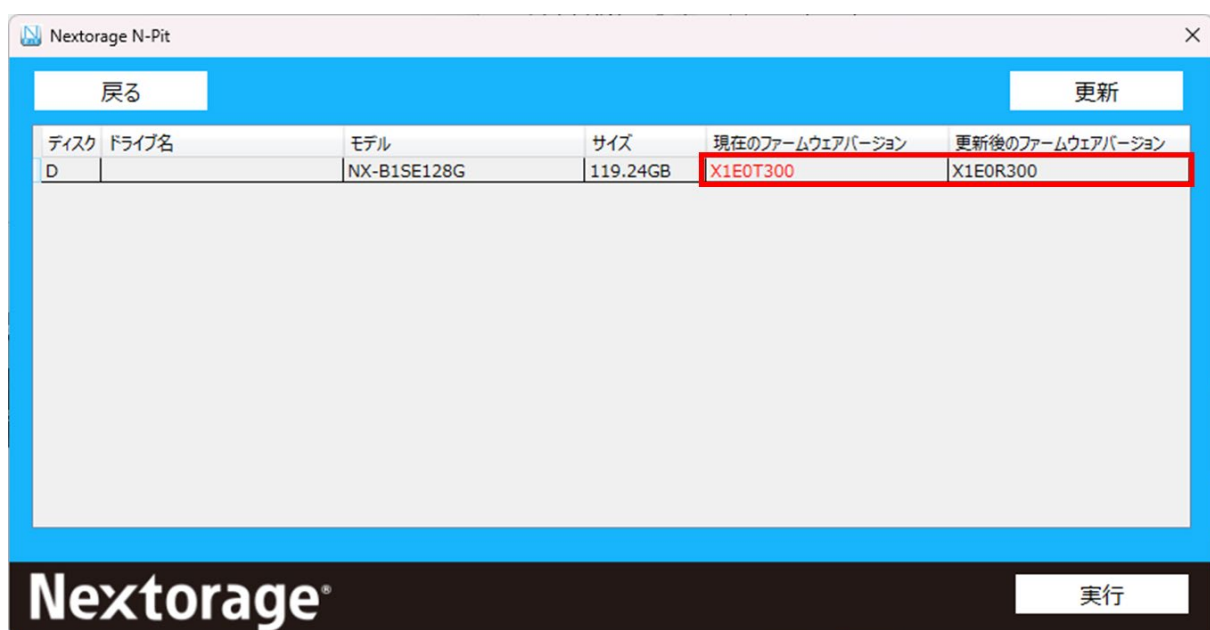 Nextorage N-Pit
戻る 更新
ディスク ドライブ名 モデル サイズ 現在のファームウェアバージョン 更新後のファームウェアバージョン
D NX-B1SE128G 119.24GB X1E0T300 X1E0R300
Nextorage® 実行